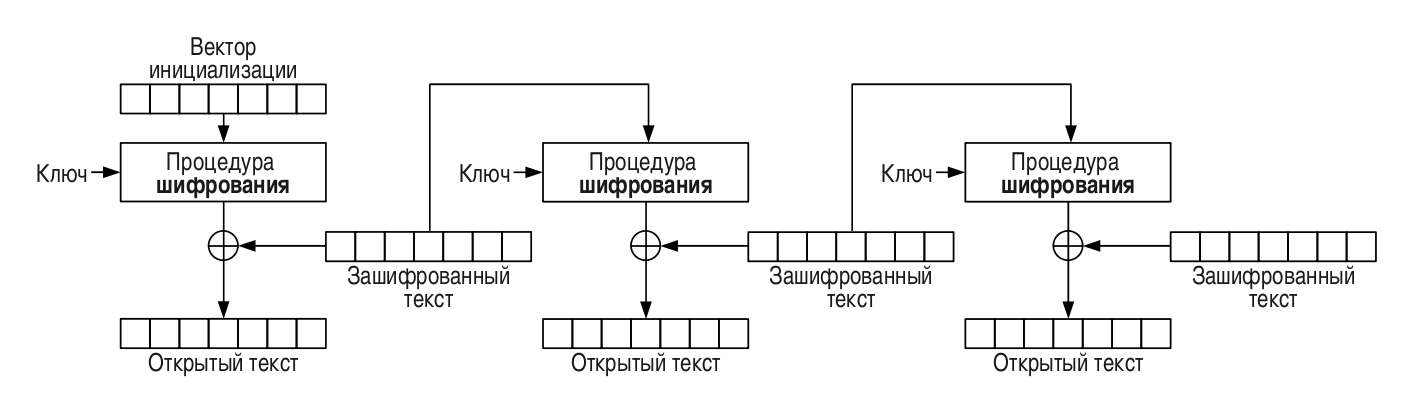 Вектор
инициализации
Ключ
Процедура
шифрования
Ключ
Процедура
шифрования
Ключ
Процедура
шифрования
Зашифрованный
текст
Зашифрованный
текст
Зашифрованный
текст
Открытый текст
Открытый текст
Открытый текст